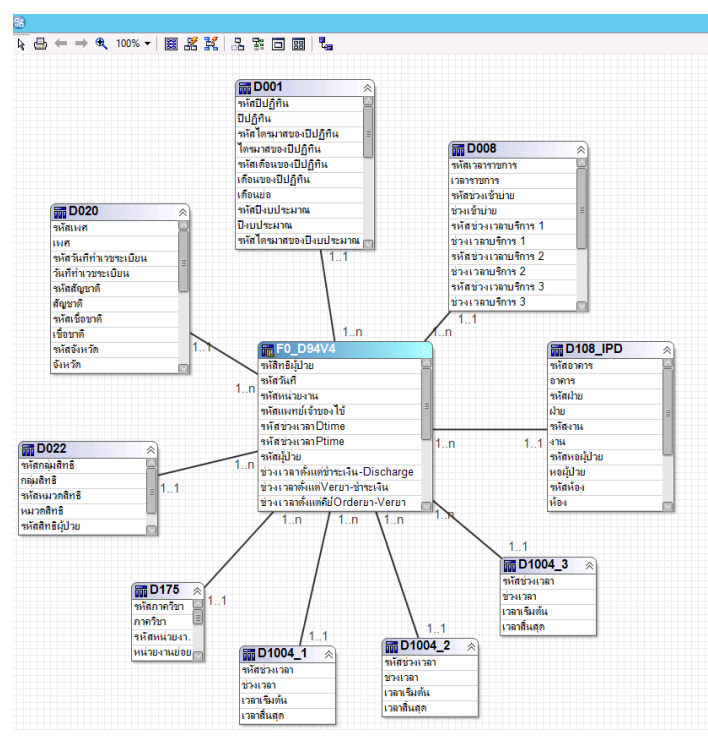 100%
D001
รหัสปีปฏิทิน
ปีปฏิทิน
รหัสไตรมาสของปีปฏิทิน
ไตรมาสของปีปฏิทิน
รหัสเดือนของปีปฏิทิน
เดือนของปีปฏิทิน
เดือนย่อ
รหัสปีงบประมาณ
ปีงบประมาณ
รหัสไตรมาสของปีงบประมาณ
1..1
1..n
D008
รหัสเวลาราชการ
เวลาราชการ
รหัสช่วงเช้าบ่าย
ช่วงเช้าบ่าย
รหัสช่วงเวลาบริการ 1
ช่วงเวลาบริการ 1
รหัสช่วงเวลาบริการ 2
ช่วงเวลาบริการ 2
รหัสช่วงเวลาบริการ 3
ช่วงเวลาบริการ 3
1..1
1..n
D020
รหัสเพศ
เพศ
รหัสวันที่ทำเวชระเบียน
วันที่ทำเวชระเบียน
รหัสสัญชาติ
สัญชาติ
รหัสเชื้อชาติ
เชื้อชาติ
รหัสจังหวัด
จังหวัด
1..1
1..n
F0_D94V4
รหัสิทธิผู้ป่วย
รหัสวันที่
รหัสหน่วยงาน
รหัสแพทย์เจ้าของไข้
รหัสช่วงเวลาDtime
รหัสช่วงเวลาPtime
รหัสผู้ป่วย
ช่วงเวลาตั้งแต่ชำระเงิน-Discharge
ช่วงเวลาตั้งแต่Verยา-ชำระเงิน
ช่วงเวลาตั้งแต่คีย์Orderยา-Verยา
D108_IPD
รหัสอาคาร
อาคาร
รหัสฝ่าย
ฝ่าย
รหัสงาน
งาน
รหัสหอผู้ป่วย
หอผู้ป่วย
รหัสห้อง
ห้อง
1..n
1..1
D022
รหัสกลุ่มสิทธิ
กลุ่มสิทธิ
รหัสหมวดสิทธิ
หมวดสิทธิ
รหัสสิทธิผู้ป่วย
1..n
1..1
1..n
1..n
1..n
1..n
D175
รหัสภาควิชา
ภาควิชา
รหัสหน่วยงา..
หน่วยงานย่อย
1..1
D1004_1
รหัสช่วงเวลา
ช่วงเวลา
เวลาเริ่มต้น
เวลาสิ้นสุด
1..1
D1004_2
รหัสช่วงเวลา
ช่วงเวลา
เวลาเริ่มต้น
เวลาสิ้นสุด
1..1
D1004_3
รหัสช่วงเวลา
ช่วงเวลา
เวลาเริ่มต้น
เวลาสิ้นสุด
1..1